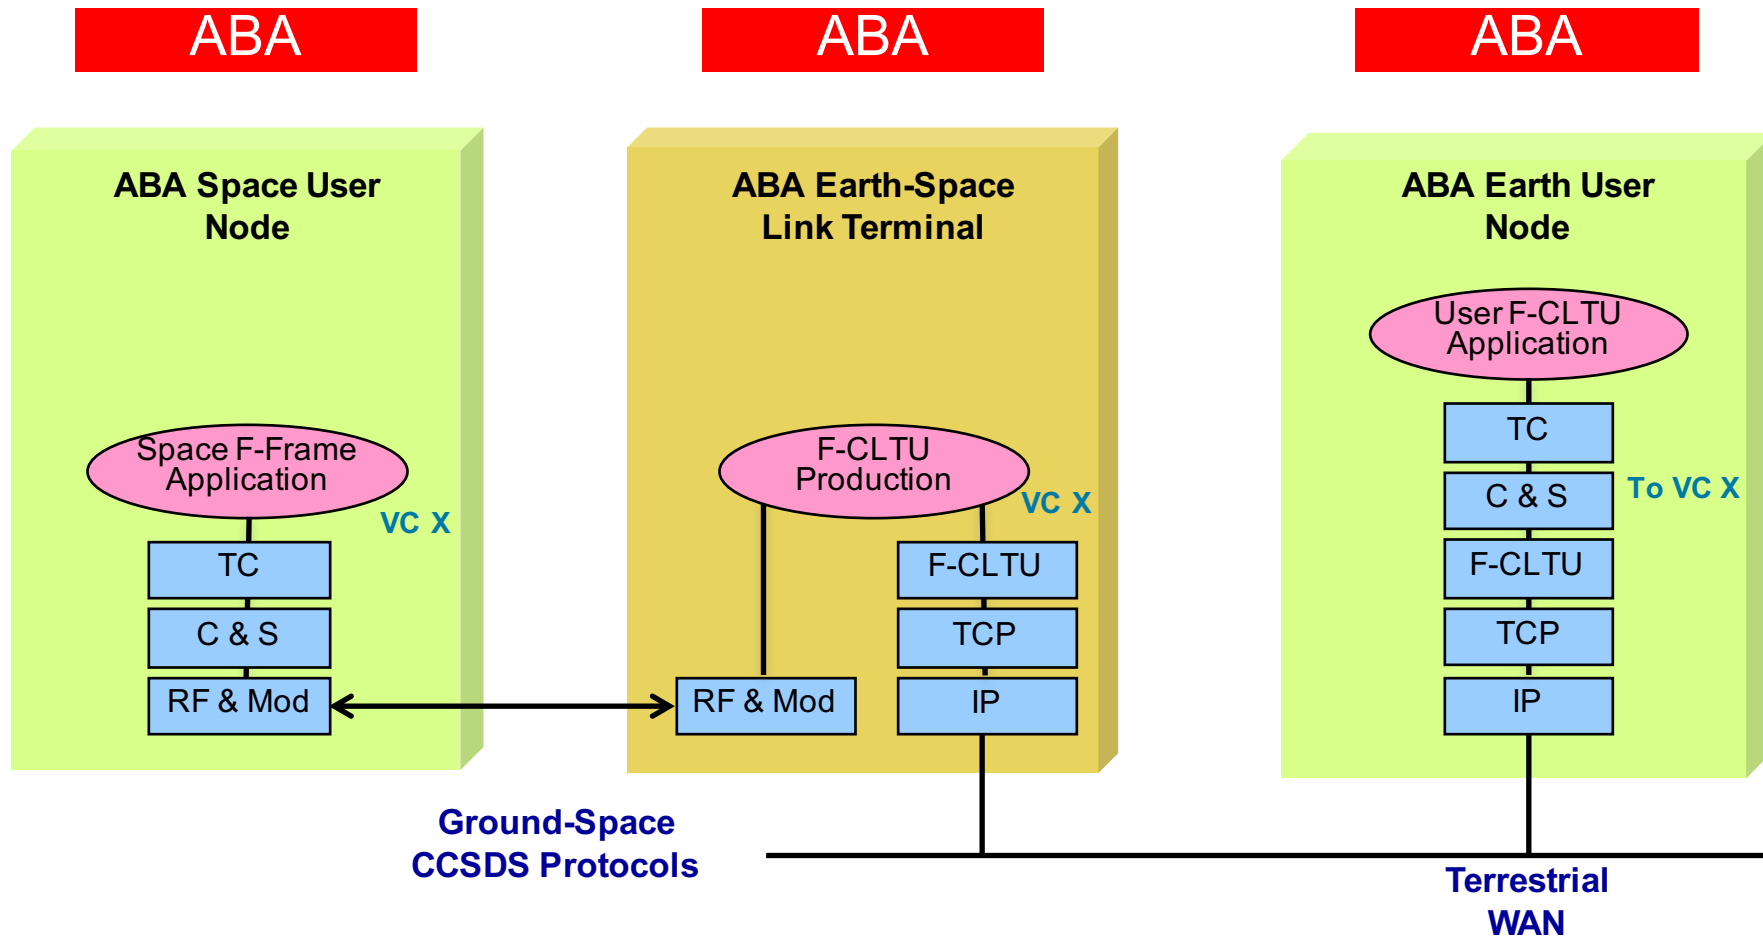 ABA
ABA
ABA
ABA Space User
Node
ABA Earth-Space
Link Terminal
ABA Earth User
Node
User F-CLTU
Application
Space F-Frame
Application
VC X
F-CLTU
Production
VC X
To VC X
TC
C & S
RF & Mod
RF & Mod
F-CLTU
TCP
IP
TC
C & S
F-CLTU
TCP
IP
Ground-Space
CCSDS Protocols
Terrestrial
WAN